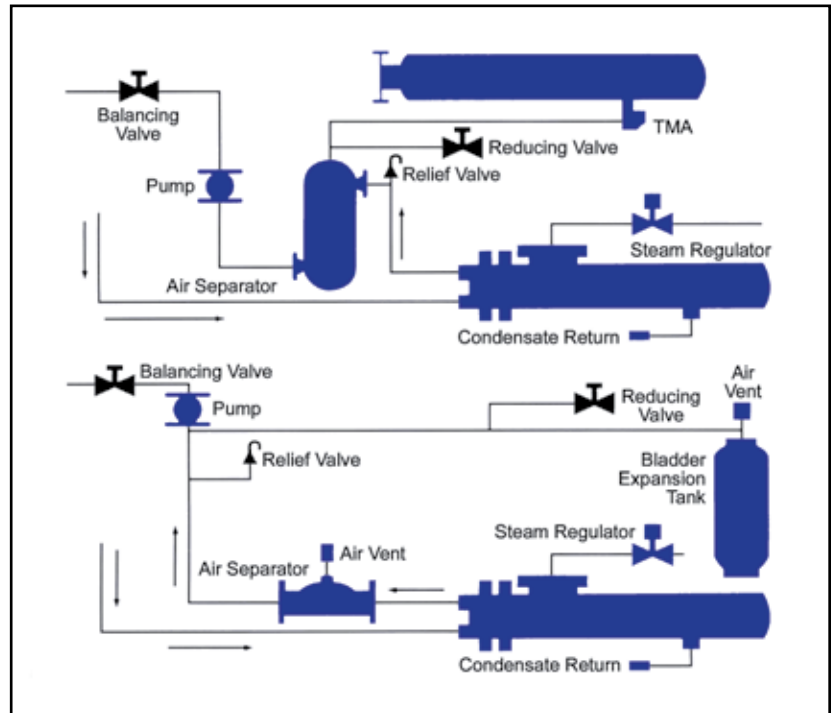 Balancing
Valve
TMA
Reducing Valve
Relief Valve
Pump
Steam Regulator
Air Separator
Condensate Return
Balancing Valve
Air
Vent
Pump
Reducing
Valve
Relief Valve
Bladder
Expansion
Tank
Steam Regulator
Air Vent
Air Separator
Condensate Return